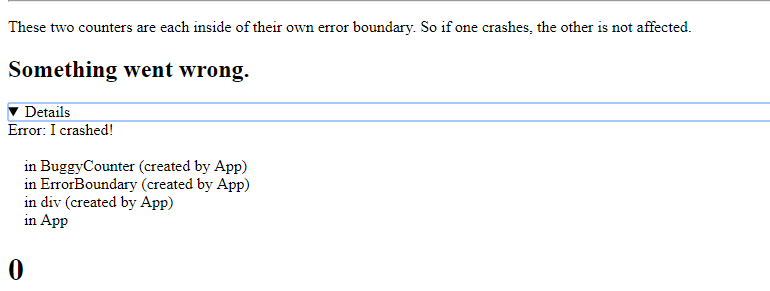 These two counters are each inside of their own error boundary. So if one crashes, the other is not affected.
Something went wrong.
▼ Details
Error: I crashed!
in BuggyCounter (created by App)
in ErrorBoundary (created by App)
in div (created by App)
in App
0